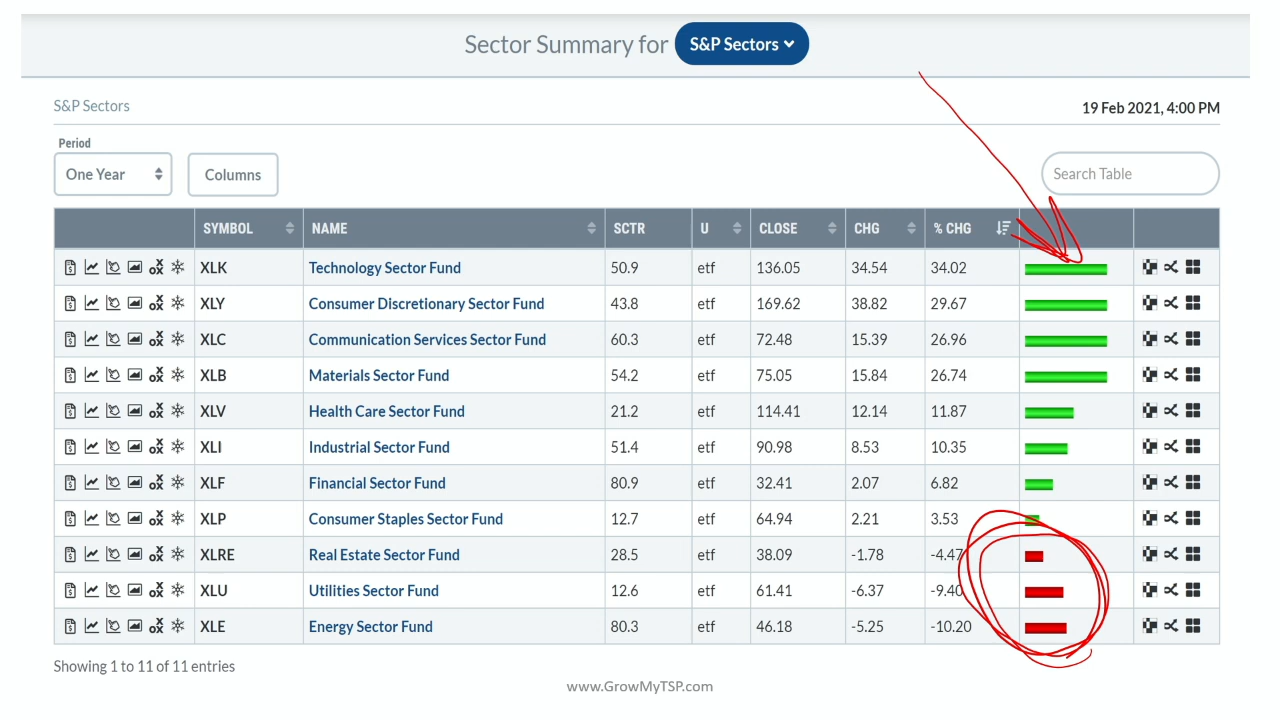 Sector Summary for S&P Sectors
S&P Sectors
19 Feb 2021, 4:00 PM
Period
One Year Columns Search Table
SYMBOL NAME SCTR U CLOSE CHG % CHG
XLK Technology Sector Fund 50.9 etf 136.05 34.54 34.02
XLY Consumer Discretionary Sector Fund 43.8 etf 169.62 38.82 29.67
XLC Communication Services Sector Fund 60.3 etf 72.48 15.39 26.96
XLB Materials Sector Fund 54.2 etf 75.05 15.84 26.74
XLV Health Care Sector Fund 21.2 etf 114.41 12.14 11.87
XLI Industrial Sector Fund 51.4 etf 90.98 8.53 10.35
XLF Financial Sector Fund 80.9 etf 32.41 2.07 6.82
XLP Consumer Staples Sector Fund 12.7 etf 64.94 2.21 3.53
XLRE Real Estate Sector Fund 28.5 etf 38.09 -1.78 -4.47
XLU Utilities Sector Fund 12.6 etf 61.41 -6.37 -9.40
XLE Energy Sector Fund 80.3 etf 46.18 -5.25 -10.20
Showing 1 to 11 of 11 entries
www.GrowMyTSP.com